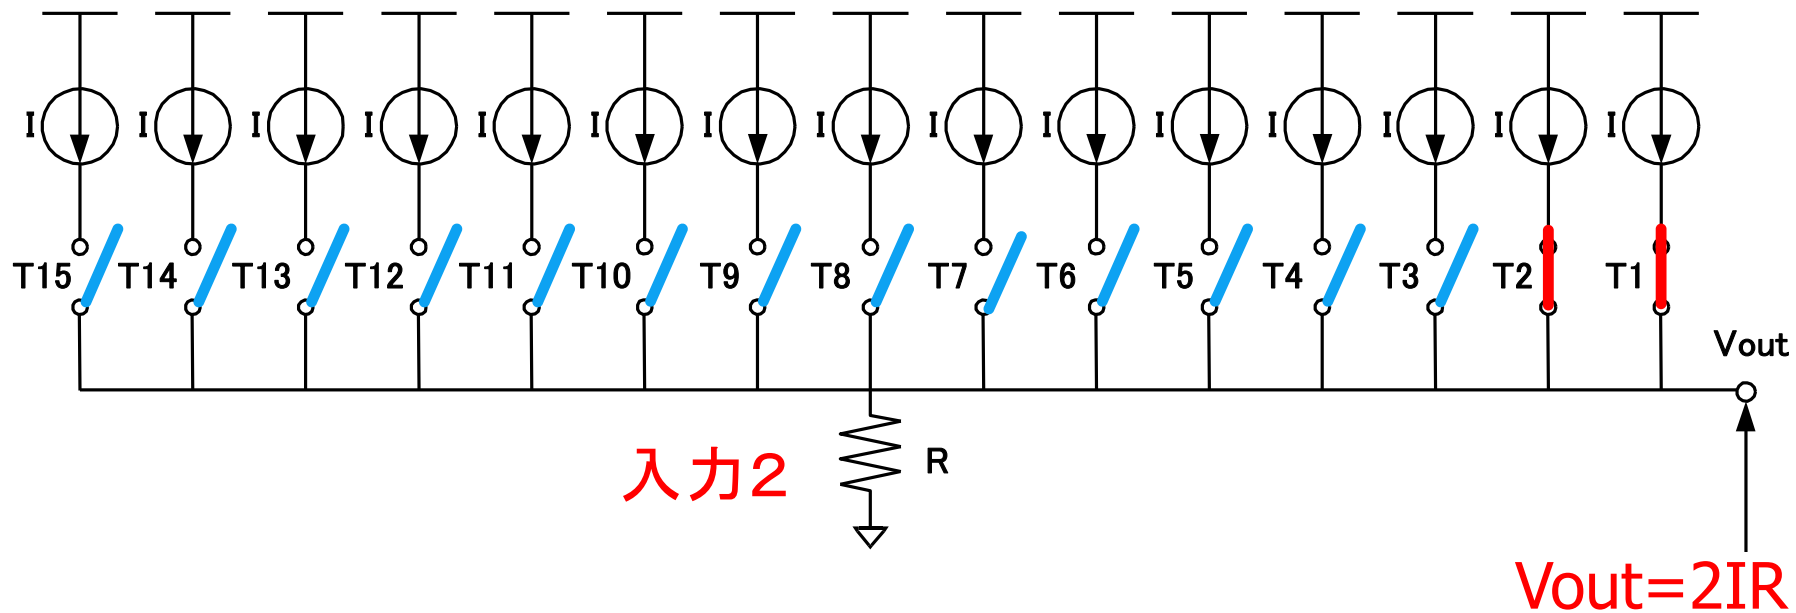 I I I I I I I I I I I I I I I
T15 T14 T13 T12 T11 T10 T9 T8 T7 T6 T5 T4 T3 T2 T1
Vout
入力2 R
Vout=2IR